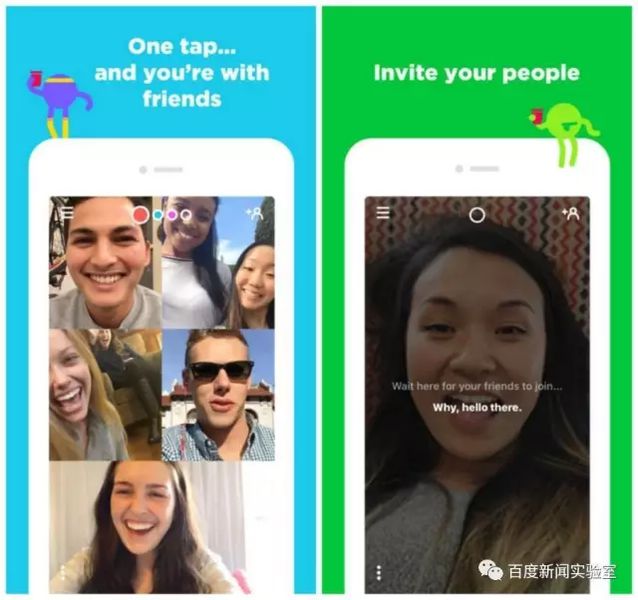 One tap...
and you're with
friends
Invite your people
Wait here for your friends to join...
Why, hello there.
百度新闻实验室